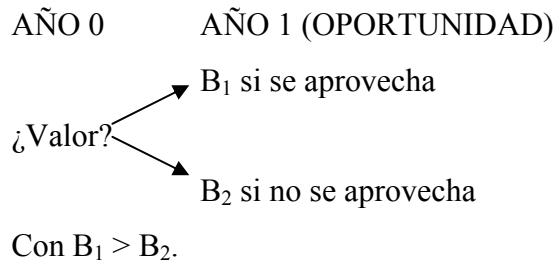 AÑO 0 AÑO 1 (OPORTUNIDAD)
B₁ si se aprovecha
¿Valor?
B₂ si no se aprovecha
Con B₁ > B₂.